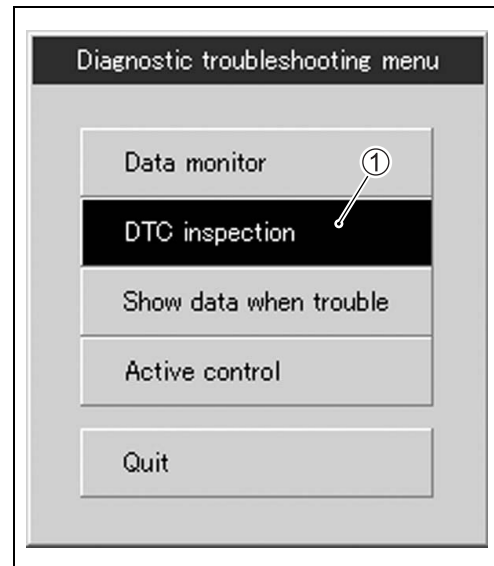 Diagnostic troubleshooting menu
Data monitor
①
DTC inspection
Show data when trouble
Active control
Quit